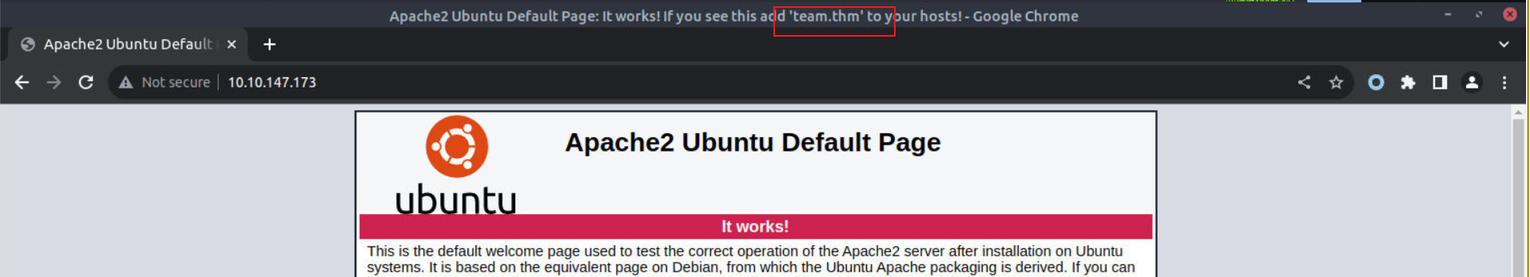 Apache2 Ubuntu Default Page: It works! If you see this add 'team.thm' to your hosts! - Google Chrome
Apache2 Ubuntu Default
Not secure 10.10.147.173
Apache2 Ubuntu Default Page
ubuntu
It works!
This is the default welcome page used to test the correct operation of the Apache2 server after installation on Ubuntu
systems. It is based on the equivalent page on Debian, from which the Ubuntu Apache packaging is derived. If you can